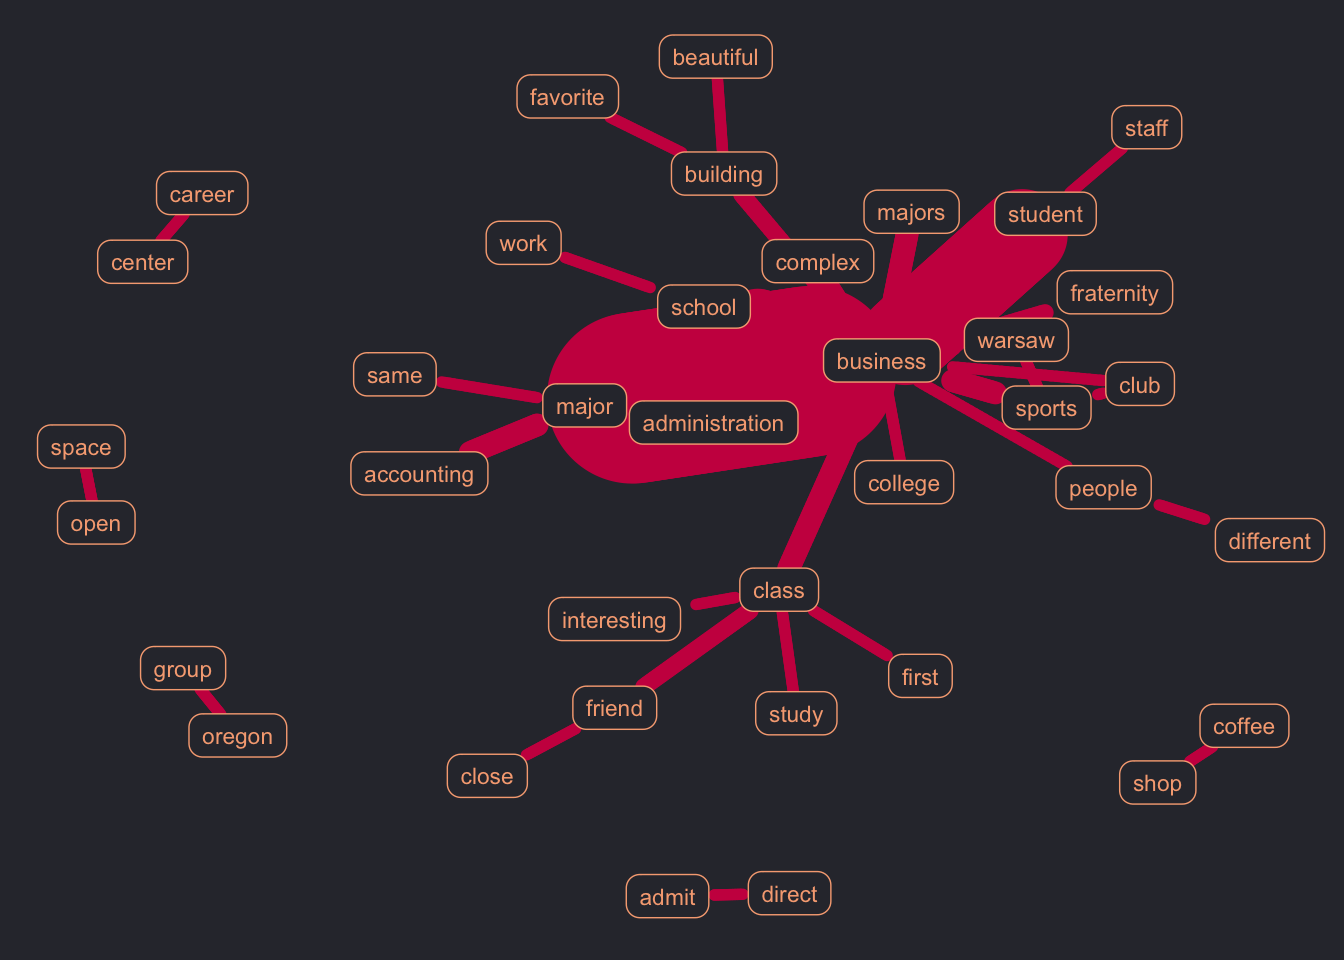 beautiful
favorite
staff
building
career
majors
student
work
center
complex
fraternity
school
warsaw
business
same
club
major
sports
administration
space
accounting
college
people
open
different
class
interesting
group
first
friend
study
coffee
oregon
close
shop
direct
admit